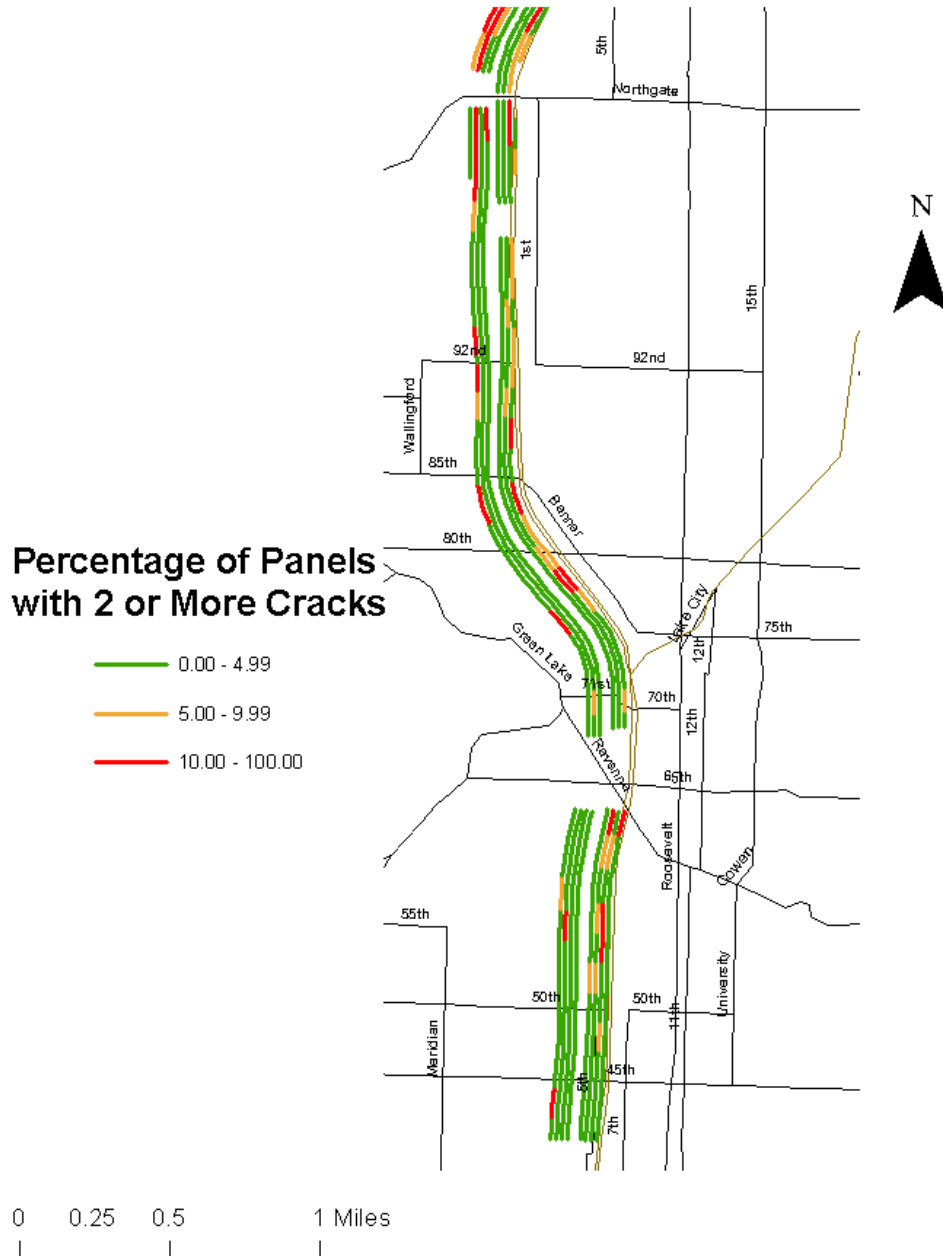 5th
Northgate
N
1st
15th
92nd
92nd
Wallingford
85th
Banner
80th
Percentage of Panels
with 2 or More Cracks
Lake City
Green Lake
75th
12th
0.00 - 4.99
71st
70th
5.00 - 9.99
12th
Ravenna
10.00 - 100.00
65th
Roosevelt
Cowen
55th
University
50th
50th
11th
Meridian
5th
45th
7th
0 0.25 0.5 1 Miles